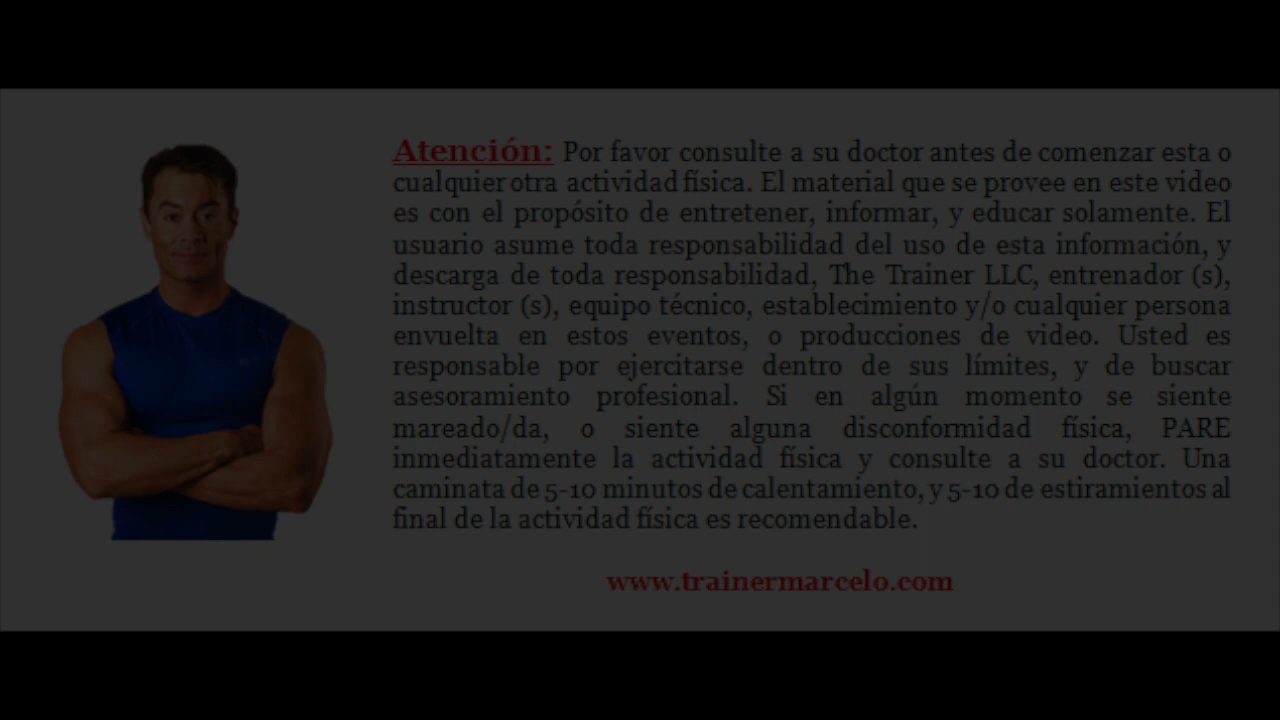 Atención: Por favor consulte a su doctor antes de comenzar esta o
cualquier otra actividad física. El material que se provee en este video
es con el propósito de entretener, informar, y educar solamente. El
usuario asume toda responsabilidad del uso de esta información, y
descarga de toda responsabilidad, The Trainer LLC, entrenador (s),
instructor (s), equipo técnico, establecimiento y/o cualquier persona
envuelta en estos eventos, o producciones de video. Usted es
responsable por ejercitarse dentro de sus límites, y de buscar
asesoramiento profesional. Si en algún momento se siente
mareado/da, o siente alguna disconformidad física, PARE
inmediatamente la actividad física y consulte a su doctor. Una
caminata de 5-10 minutos de calentamiento, y 5-10 de estiramientos al
final de la actividad física es recomendable.
www.trainermarcelo.com